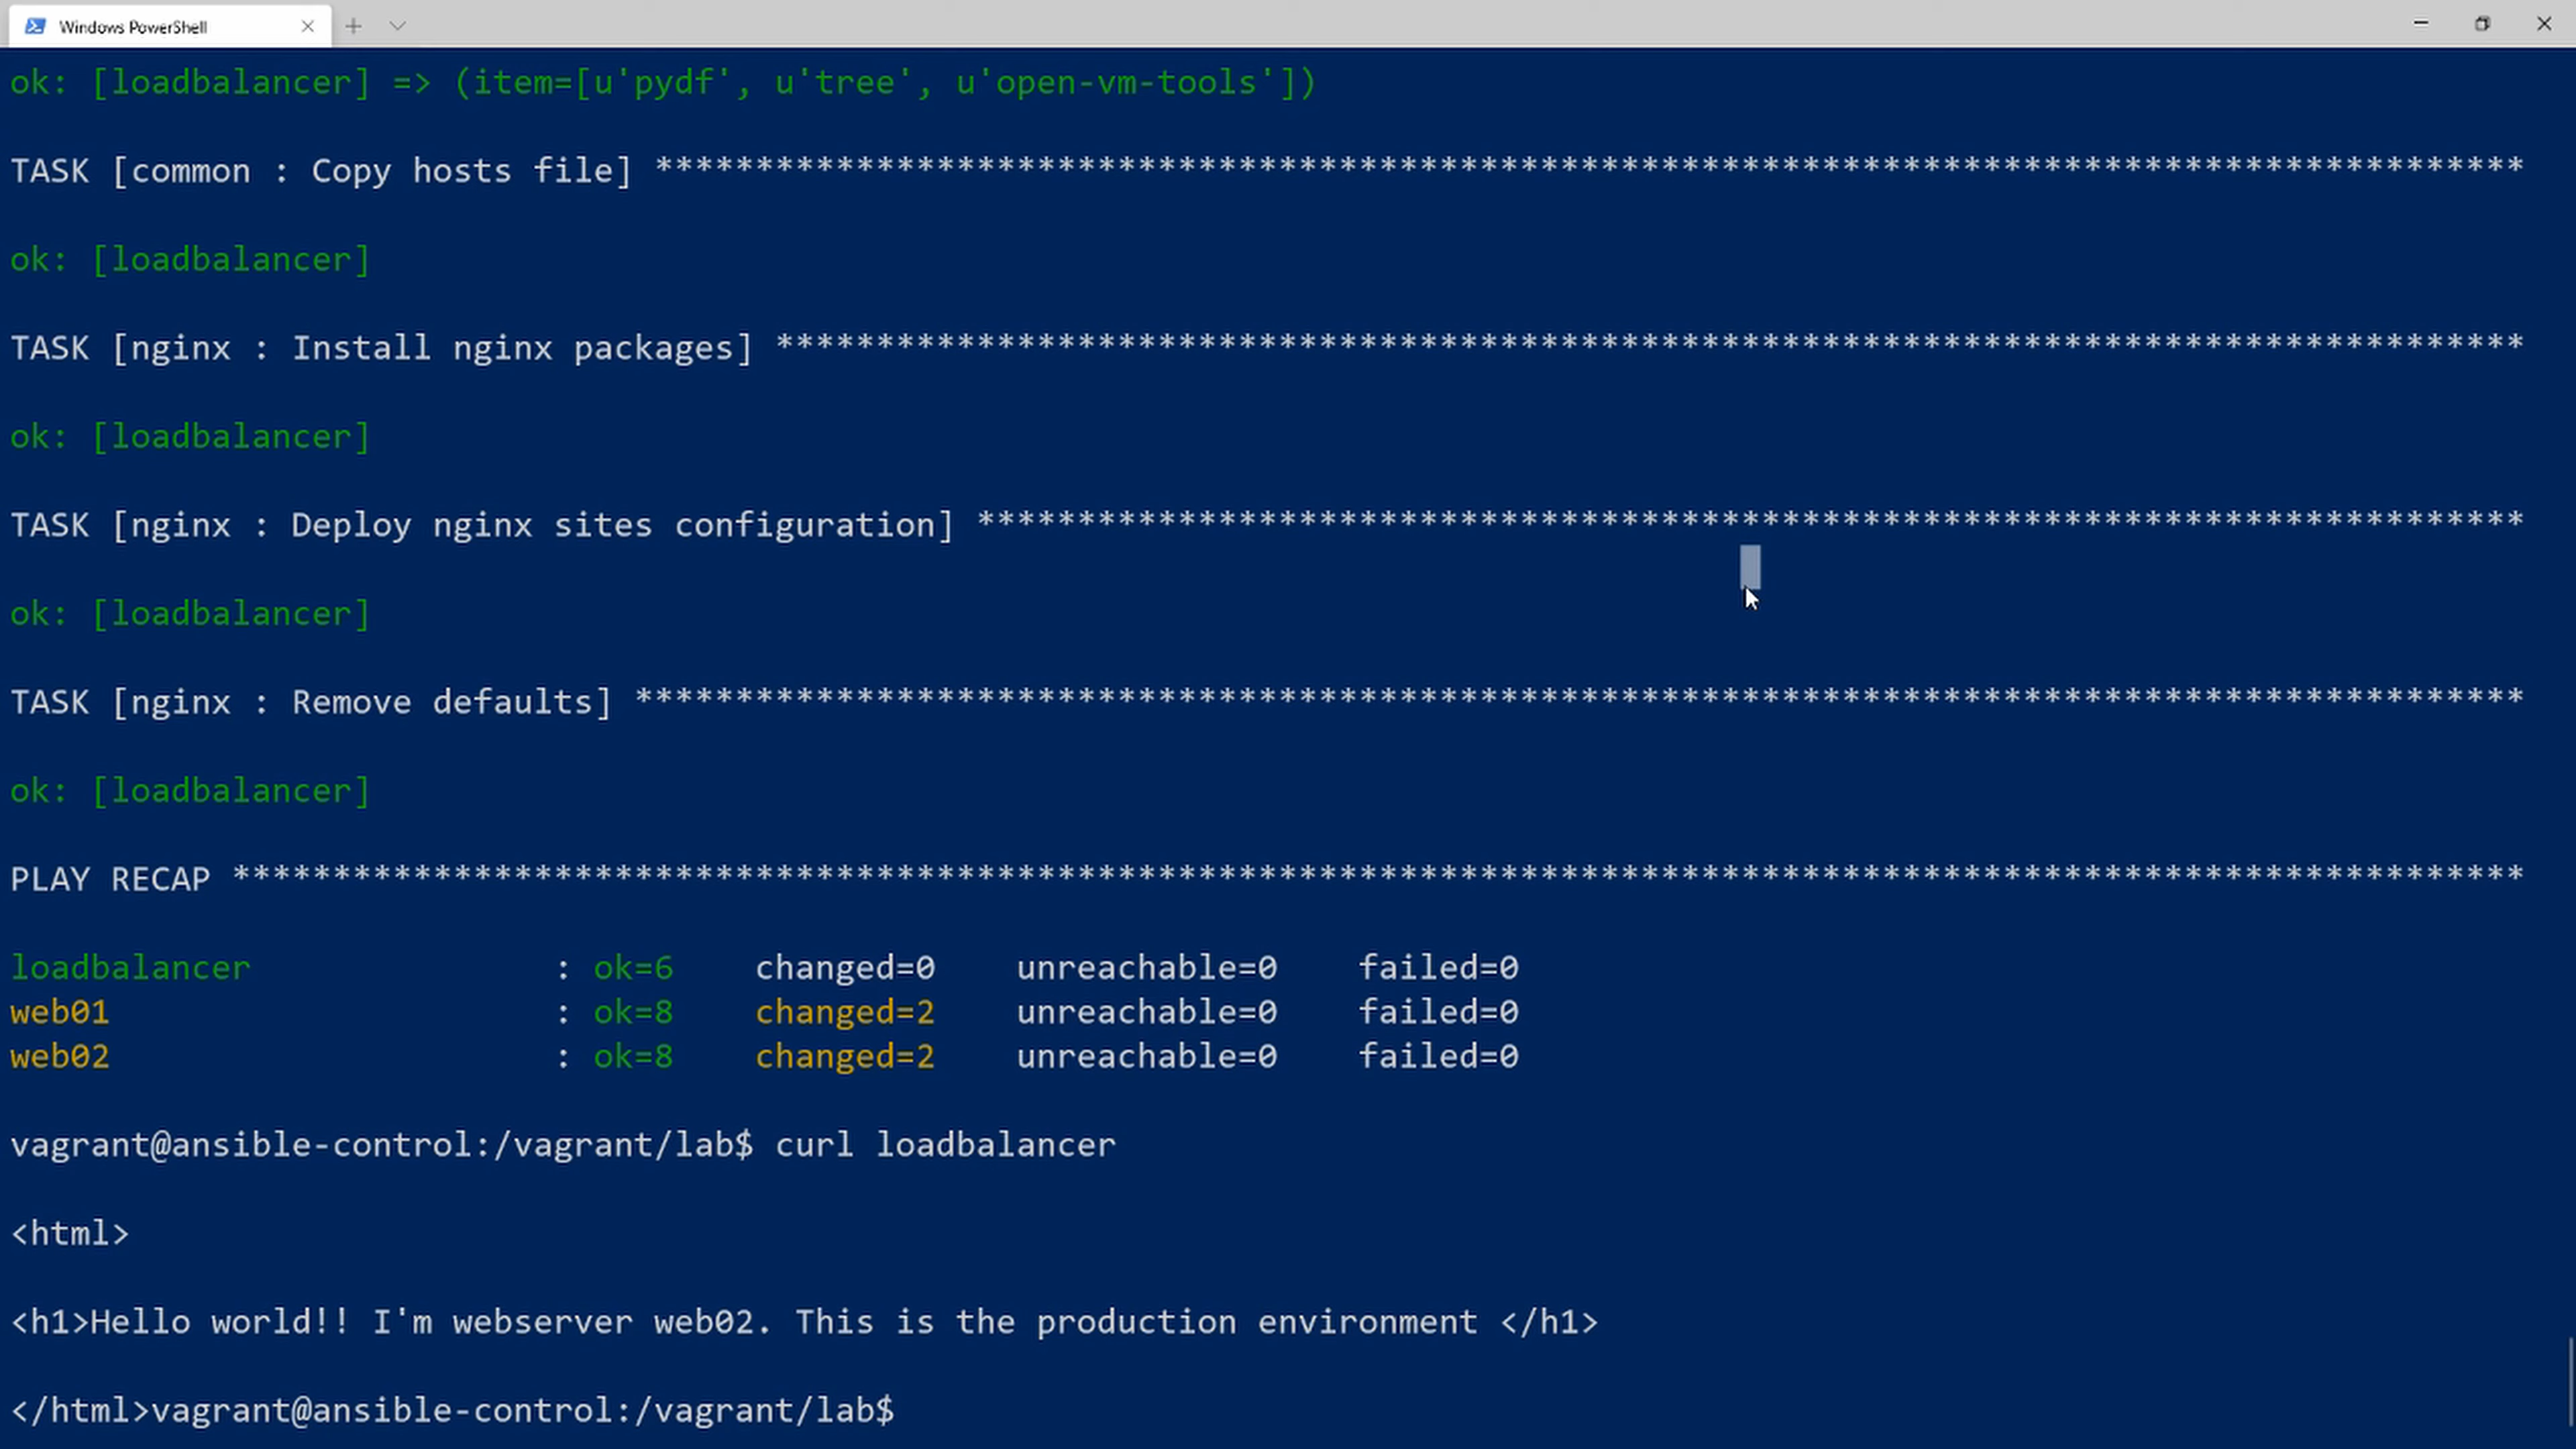 Windows PowerShell
ok: [loadbalancer] => (item=[u'pydf', u'tree', u'open-vm-tools'])
TASK [common : Copy hosts file] *********************************************************************************************
ok: [loadbalancer]
TASK [nginx : Install nginx packages] ***************************************************************************************
ok: [loadbalancer]
TASK [nginx : Deploy nginx sites configuration] *****************************************************************************
ok: [loadbalancer]
TASK [nginx : Remove defaults] **********************************************************************************************
ok: [loadbalancer]
PLAY RECAP ******************************************************************************************************************
loadbalancer : ok=6 changed=0 unreachable=0 failed=0
web01 : ok=8 changed=2 unreachable=0 failed=0
web02 : ok=8 changed=2 unreachable=0 failed=0
vagrant@ansible-control:/vagrant/lab$ curl loadbalancer
<html>
<h1>Hello world!! I'm webserver web02. This is the production environment </h1>
</html>vagrant@ansible-control:/vagrant/lab$